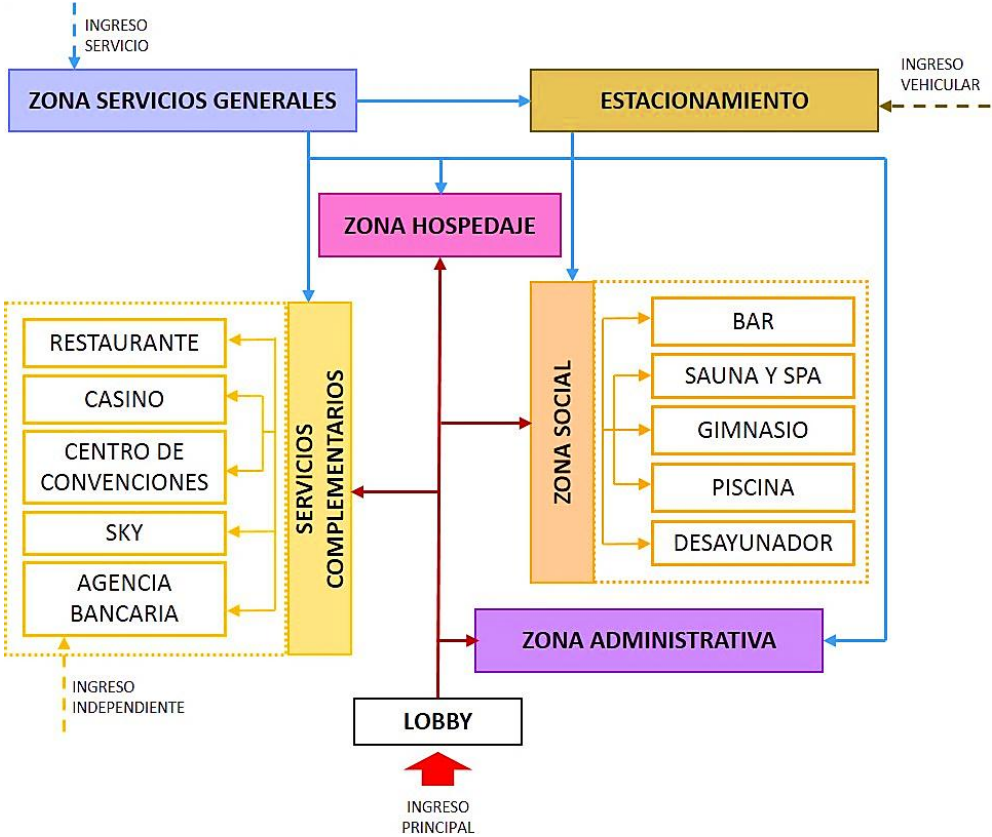 INGRESO
SERVICIO
INGRESO
VEHICULAR
ZONA SERVICIOS GENERALES
ESTACIONAMIENTO
ZONA HOSPEDAJE
RESTAURANTE
CASINO
CENTRO DE
CONVENCIONES
SKY
AGENCIA
BANCARIA
SERVICIOS
COMPLEMENTARIOS
ZONA SOCIAL
BAR
SAUNA Y SPA
GIMNASIO
PISCINA
DESAYUNADOR
ZONA ADMINISTRATIVA
INGRESO
INDEPENDIENTE
LOBBY
INGRESO
PRINCIPAL